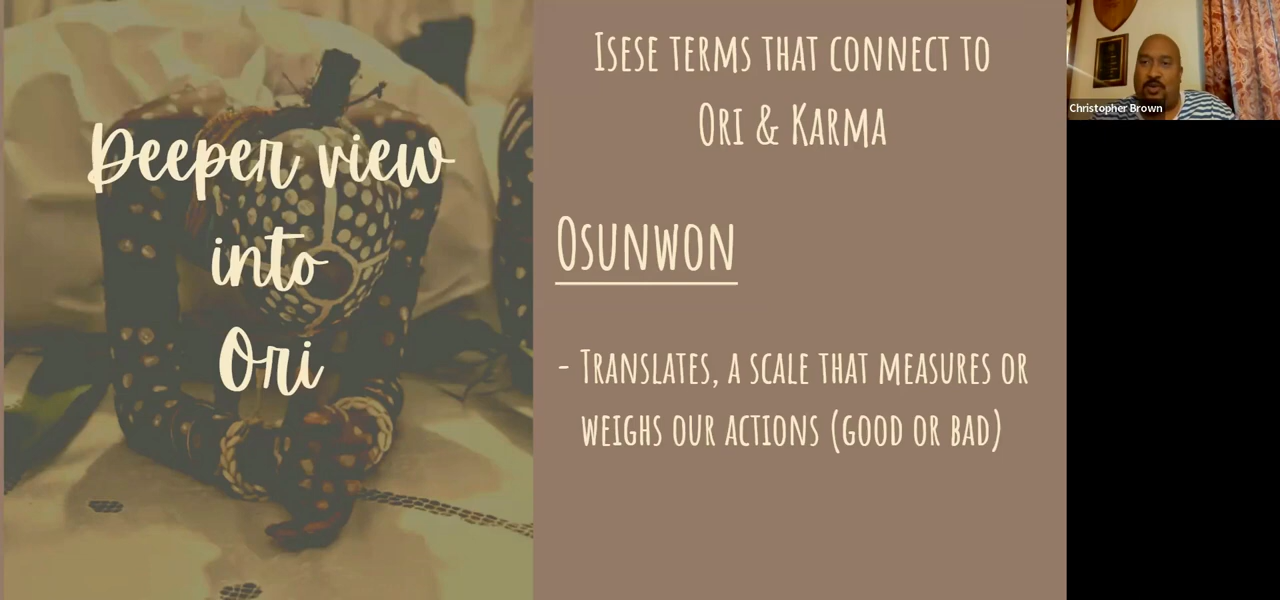 Deeper view
into
Ori
Isese terms that connect to
Ori & Karma
Osunwon
- Translates, a scale that measures or
weighs our actions (good or bad)
Christopher Brown